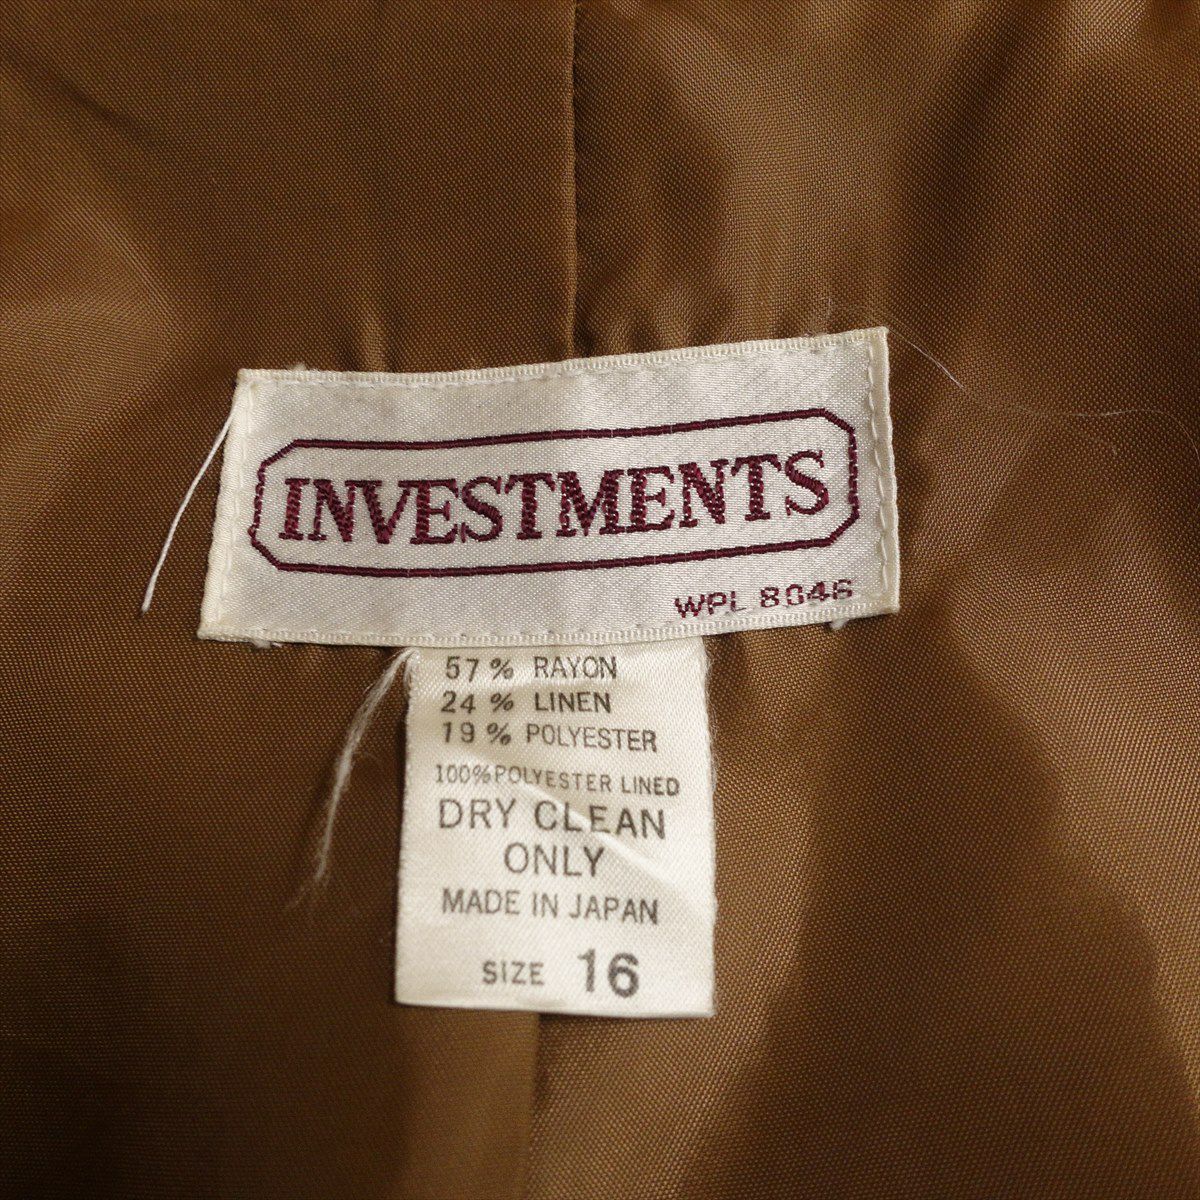 INVESTMENTS
WPL 8046
57% RAYON
24% LINEN
19% POLYESTER
100% POLYESTER LINED
DRY CLEAN
ONLY
MADE IN JAPAN
SIZE 16